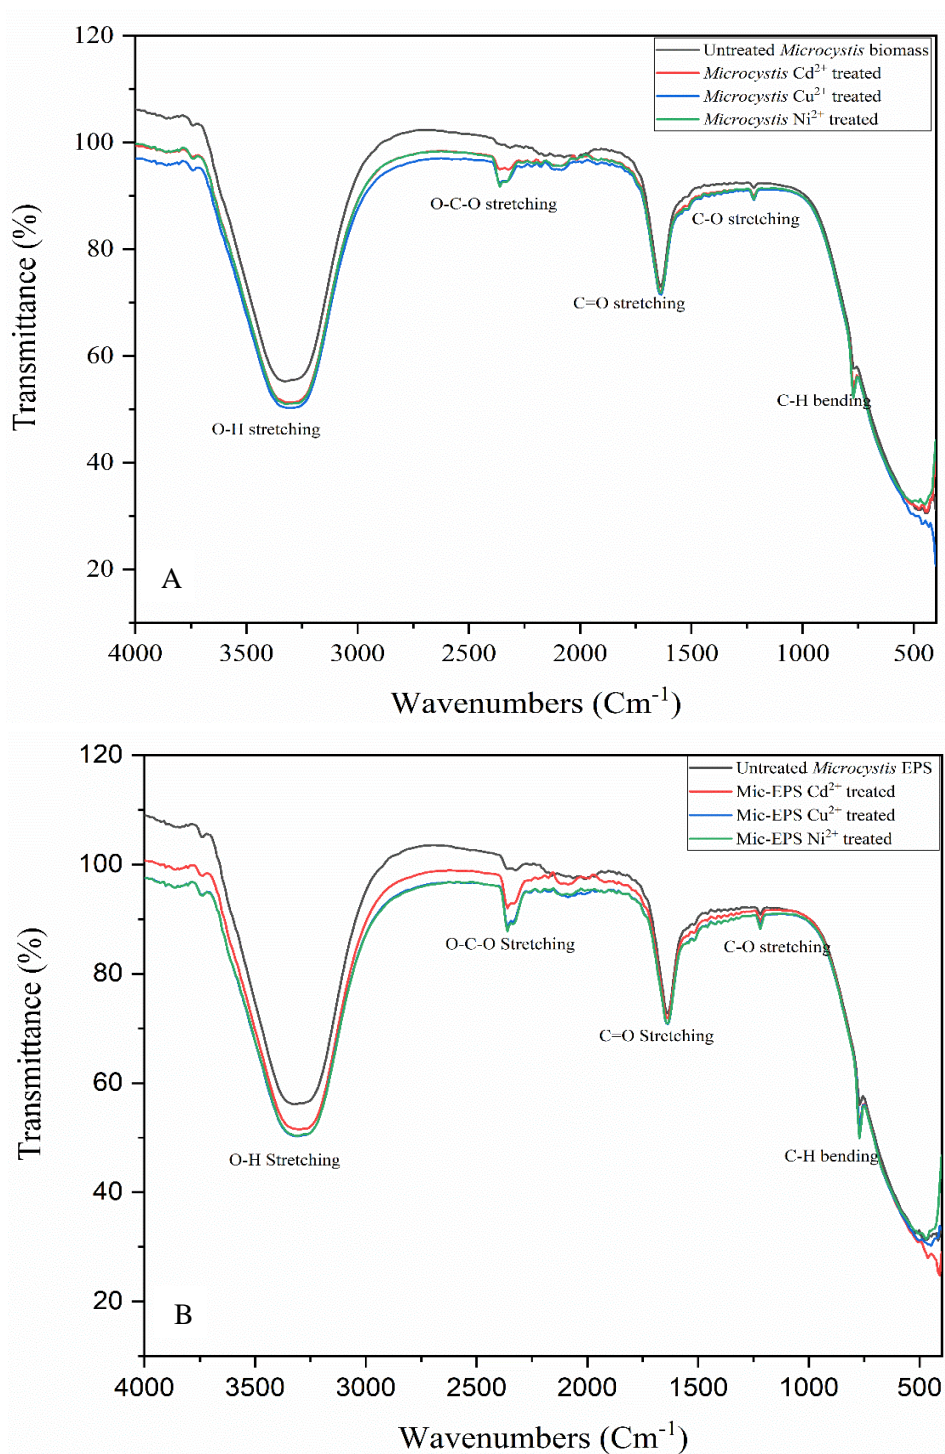 120
Untreated Microcystis biomass
Microcystis Cd²⁺ treated
Microcystis Cu²⁺ treated
Microcystis Ni²⁺ treated
100
O-C-O stretching
C-O stretching
80
C=O stretching
Transmittance (%)
60
C-H bending
O-H stretching
40
20
A
4000 3500 3000 2500 2000 1500 1000 500
Wavenumbers (Cm⁻¹)
120
Untreated Microcystis EPS
Mic-EPS Cd²⁺ treated
Mic-EPS Cu²⁺ treated
Mic-EPS Ni²⁺ treated
100
O-C-O Stretching
C-O stretching
80
C=O Stretching
Transmittance (%)
60
O-H Stretching
C-H bending
40
20
B
4000 3500 3000 2500 2000 1500 1000 500
Wavenumbers (Cm⁻¹)